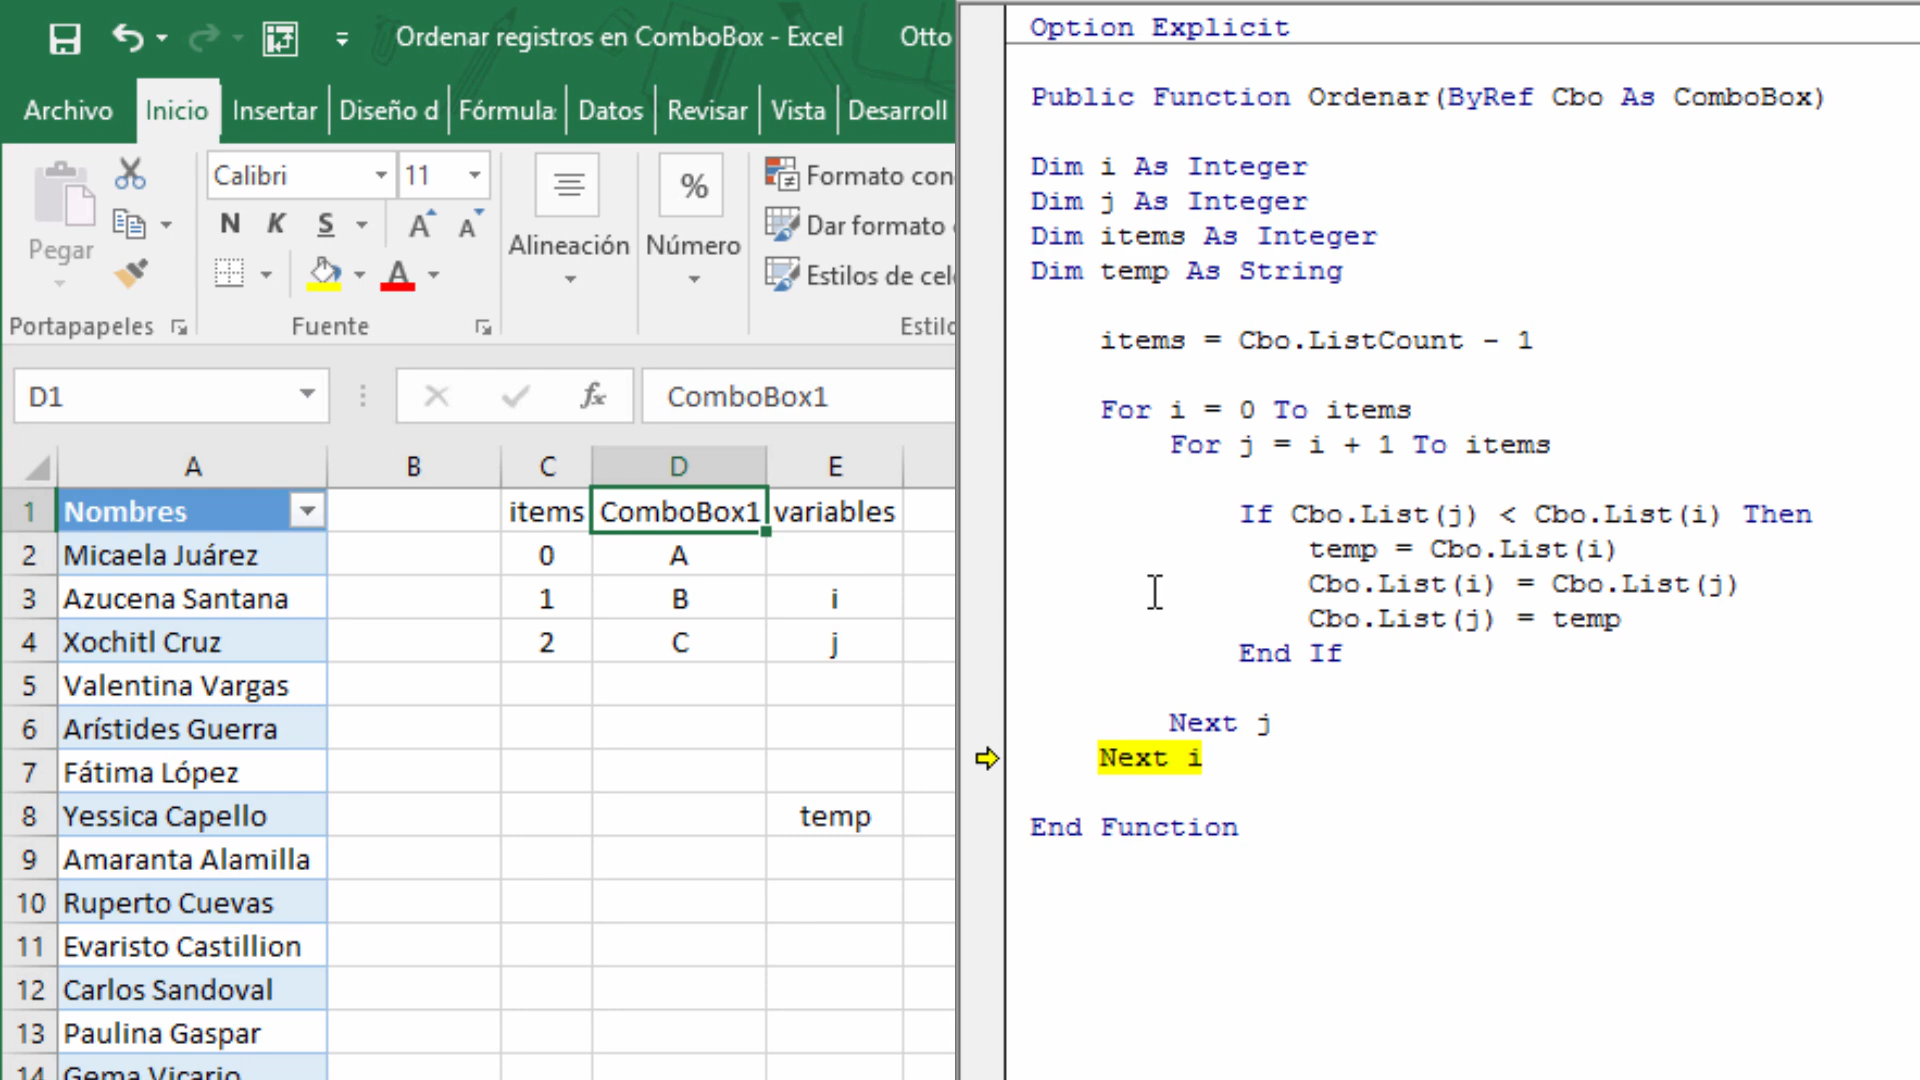 Ordenar registros en ComboBox - Excel Otto
Archivo Inicio Insertar Diseño d Fórmula: Datos Revisar Vista Desarroll
Calibri 11
Pegar
N K S A A
A
Alineación
%
Número
Formato con
Dar formato
Estilos de cel
Portapapeles Fuente Estilo
D1 fx ComboBox1
A B C D E
1 Nombres items ComboBox1 variables
2 Micaela Juárez 0 A
3 Azucena Santana 1 B i
4 Xochitl Cruz 2 C j
5 Valentina Vargas
6 Arístides Guerra
7 Fátima López
8 Yessica Capello temp
9 Amaranta Alamilla
10 Ruperto Cuevas
11 Evaristo Castillion
12 Carlos Sandoval
13 Paulina Gaspar
14 Gema Vicario
Option Explicit
Public Function Ordenar(ByRef Cbo As ComboBox)
Dim i As Integer
Dim j As Integer
Dim items As Integer
Dim temp As String
items = Cbo.ListCount - 1
For i = 0 To items
For j = i + 1 To items
If Cbo.List(j) < Cbo.List(i) Then
temp = Cbo.List(i)
Cbo.List(i) = Cbo.List(j)
Cbo.List(j) = temp
End If
Next j
Next i
End Function